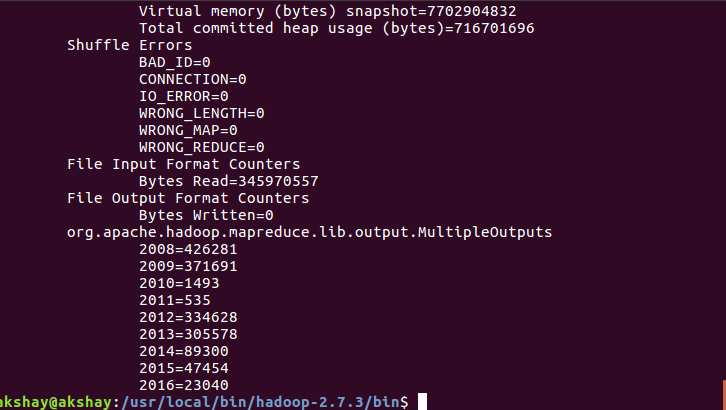 Virtual memory (bytes) snapshot=7702904832
Total committed heap usage (bytes)=716701696
Shuffle Errors
BAD_ID=0
CONNECTION=0
IO_ERROR=0
WRONG_LENGTH=0
WRONG_MAP=0
WRONG_REDUCE=0
File Input Format Counters
Bytes Read=345970557
File Output Format Counters
Bytes Written=0
org.apache.hadoop.mapreduce.lib.output.MultipleOutputs
2008=426281
2009=371691
2010=1493
2011=535
2012=334628
2013=305578
2014=89300
2015=47454
2016=23040
akshay@akshay:/usr/local/bin/hadoop-2.7.3/bin$